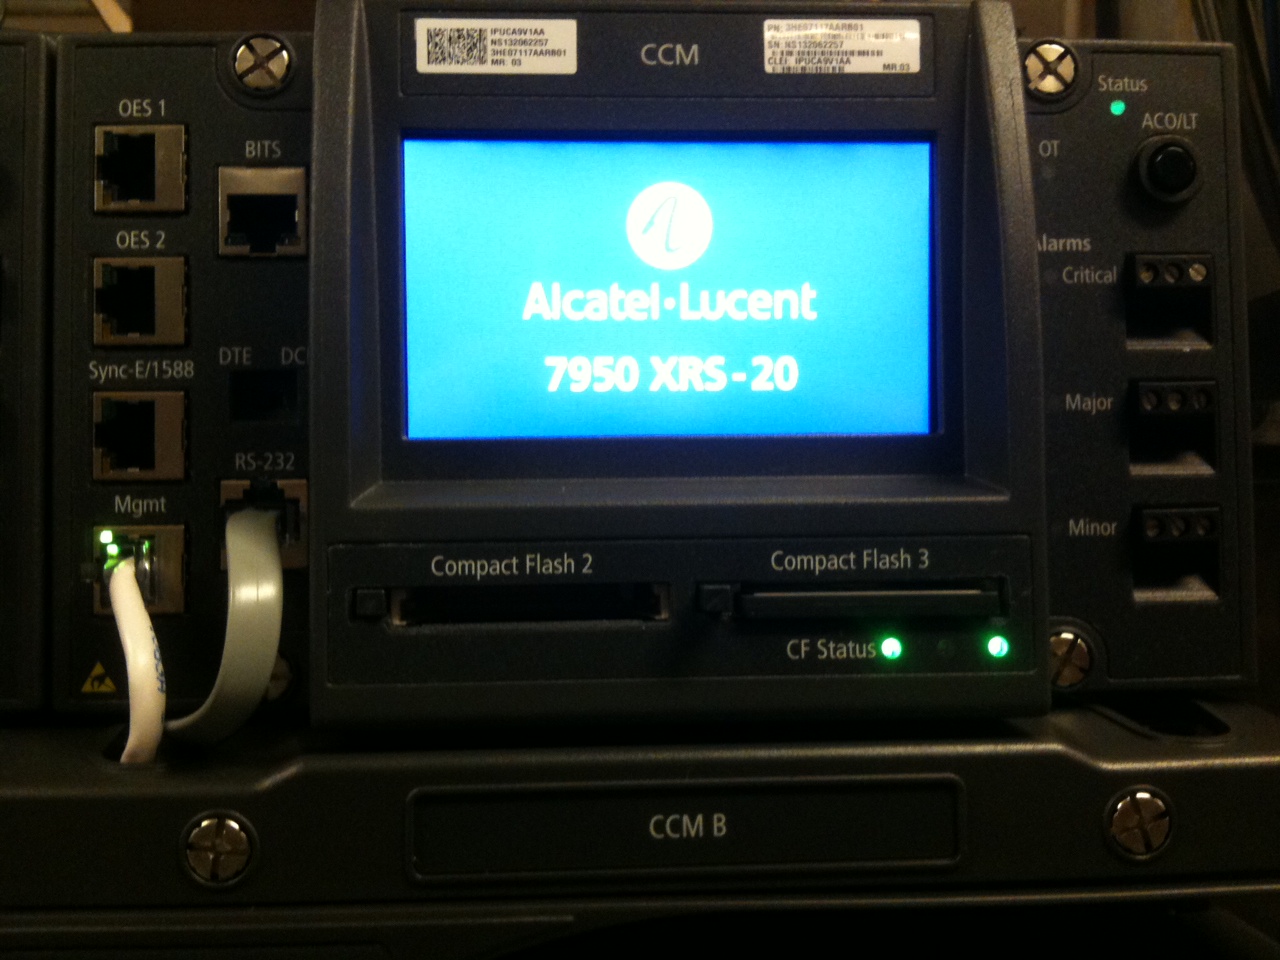 IPUCA9V1AA
NS132062257
3HE07117AARB01
MR: 03
CCM
PN: 3HE07117AARB01
SN: NS132062257
CLEI: IPUCA9V1AA
MR 03
Status
ACO/LT
OT
OES 1
BITS
OES 2
larms
Critical
Alcatel·Lucent
7950 XRS-20
Sync-E/1588
DTE DC
Major
RS-232
Mgmt
Minor
Compact Flash 2
Compact Flash 3
CF Status
CCM B